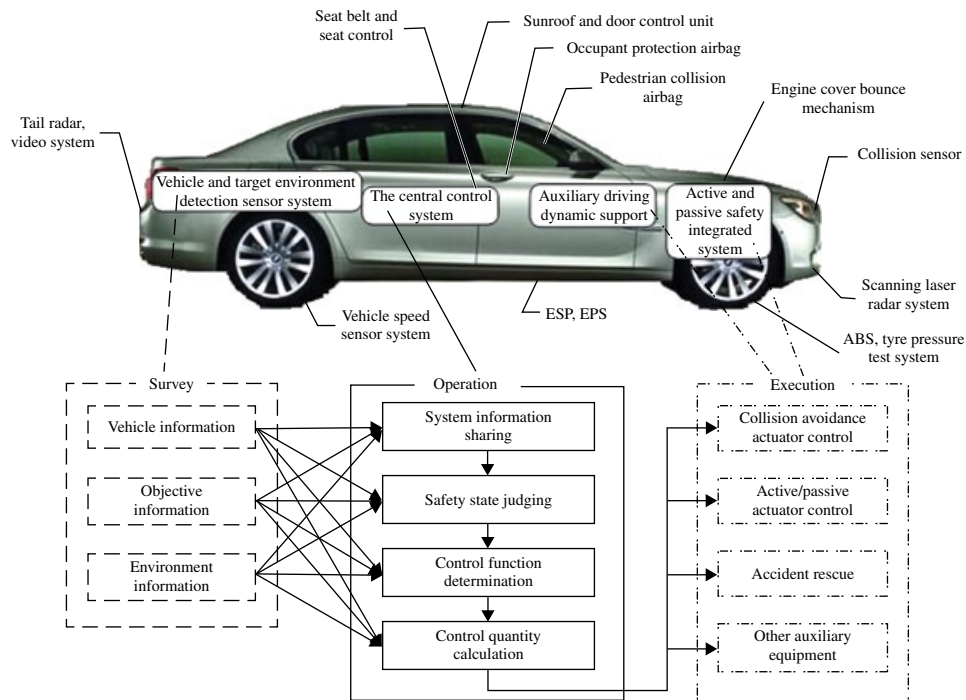 Seat belt and
seat control
Sunroof and door control unit
Occupant protection airbag
Pedestrian collision
airbag
Engine cover bounce
mechanism
Tail radar,
video system
Collision sensor
Vehicle and target environment
detection sensor system
The central control
system
Auxiliary driving
dynamic support
Active and
passive safety
integrated
system
Scanning laser
radar system
Vehicle speed
sensor system
ESP, EPS
ABS, tyre pressure
test system
Survey
Vehicle information
Objective
information
Environment
information
Operation
System information
sharing
Safety state judging
Control function
determination
Control quantity
calculation
Execution
Collision avoidance
actuator control
Active/passive
actuator control
Accident rescue
Other auxiliary
equipment